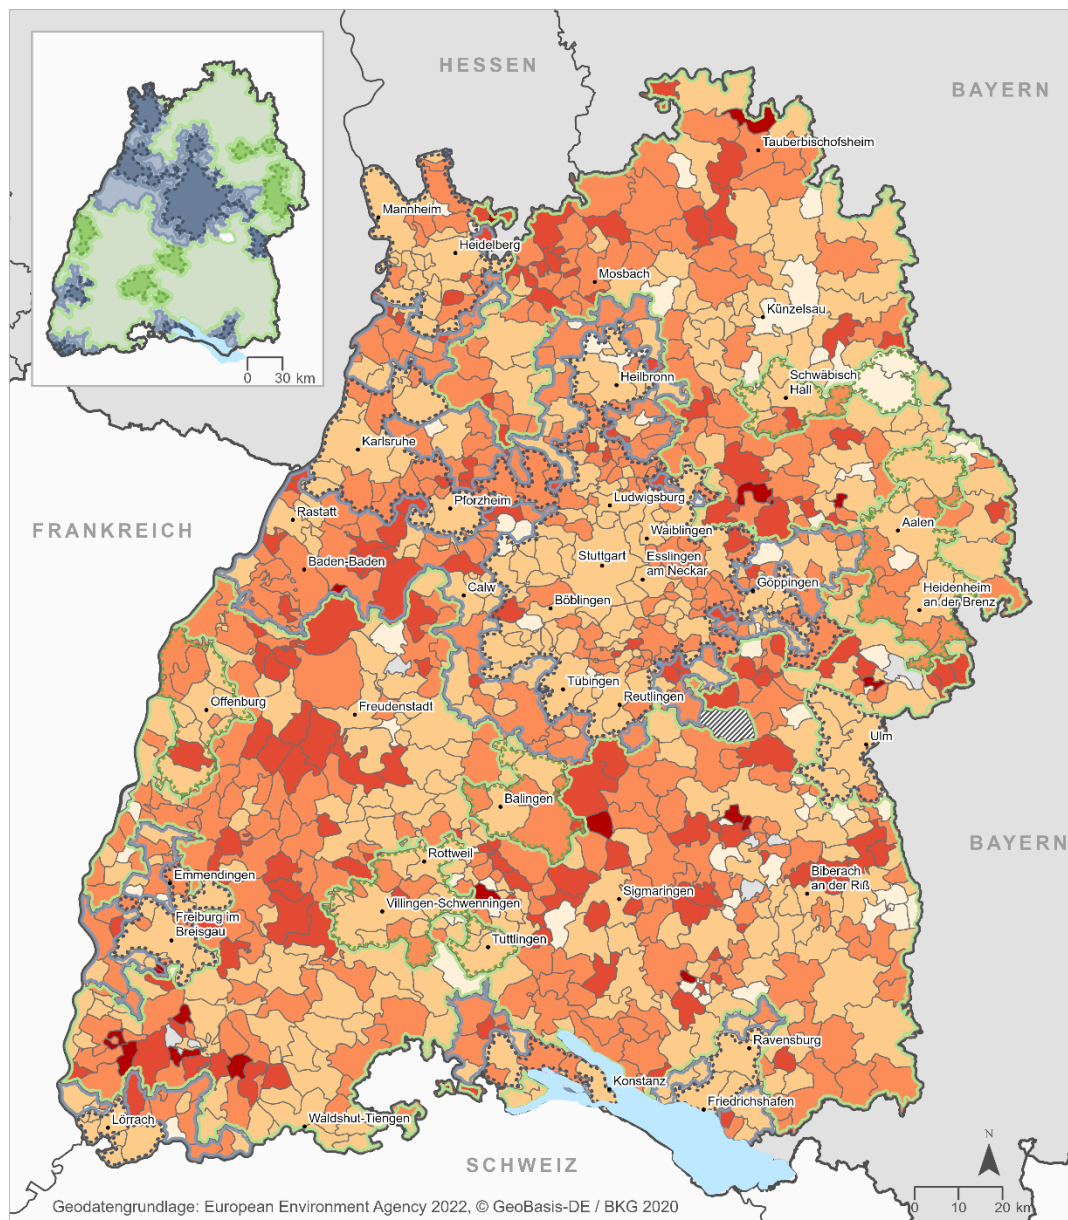 HESSEN
BAYERN
Tauberbischofsheim
Mannheim
Heidelberg
Mosbach
Künzelsau
0 30 km
Schwäbisch
Hall
Heilbronn
Karlsruhe
Pforzheim
Ludwigsburg
Rastatt
Aalen
FRANKREICH
Waiblingen
Stuttgart
Esslingen
am Neckar
Baden-Baden
Göppingen
Calw
Böblingen
Heidenheim
an der Brenz
Tübingen
Reutlingen
Offenburg
Freudenstadt
Ulm
Balingen
BAYERN
Rottweil
Emmendingen
Biberach
an der Riß
Sigmaringen
Villingen-Schwenningen
Freiburg im
Breisgau
Tuttlingen
Ravensburg
Konstanz
Friedrichshafen
Lörrach
Waldshut-Tiengen
N
SCHWEIZ
0 10 20 km
Geodatengrundlage: European Environment Agency 2022, © GeoBasis-DE / BKG 2020